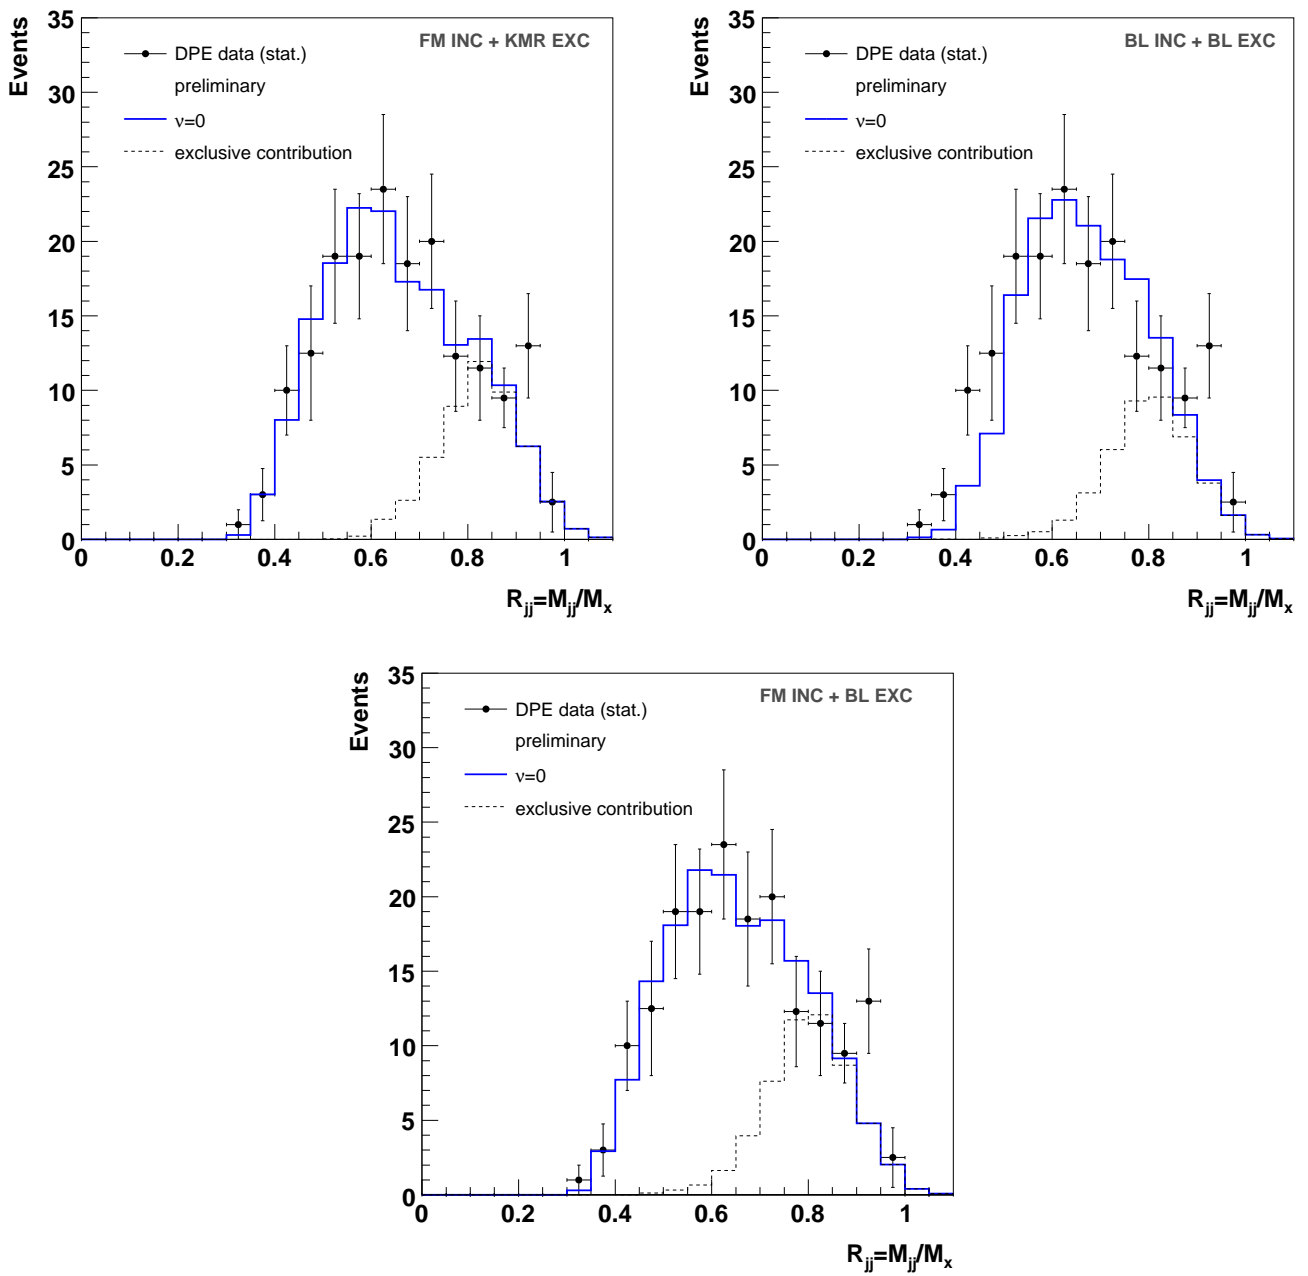 Events
35
30
25
20
15
10
5
0
FM INC + KMR EXC
DPE data (stat.)
preliminary
ν=0
exclusive contribution
0 0.2 0.4 0.6 0.8 1
R_jj=M_jj/M_x
Events
35
30
25
20
15
10
5
0
BL INC + BL EXC
DPE data (stat.)
preliminary
ν=0
exclusive contribution
0 0.2 0.4 0.6 0.8 1
R_jj=M_jj/M_x
Events
35
30
25
20
15
10
5
0
FM INC + BL EXC
DPE data (stat.)
preliminary
ν=0
exclusive contribution
0 0.2 0.4 0.6 0.8 1
R_jj=M_jj/M_x